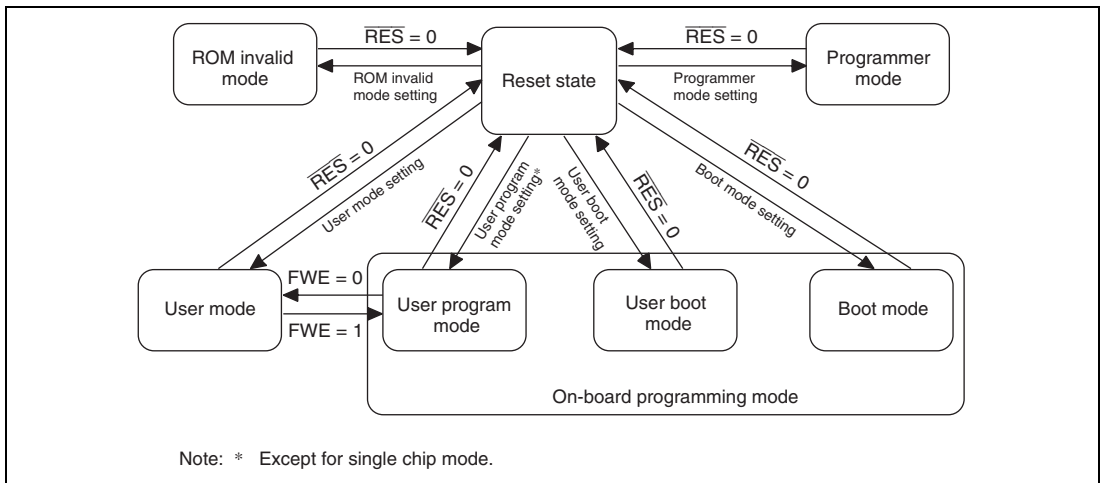 ROM invalid
mode
RES = 0
ROM invalid
mode setting
Reset state
RES = 0
Programmer
mode setting
Programmer
mode
RES = 0
User mode setting
RES = 0
User program
mode setting*
User boot
mode setting
RES = 0
Boot mode setting
RES = 0
User mode
FWE = 0
FWE = 1
User program
mode
User boot
mode
Boot mode
On-board programming mode
Note: * Except for single chip mode.